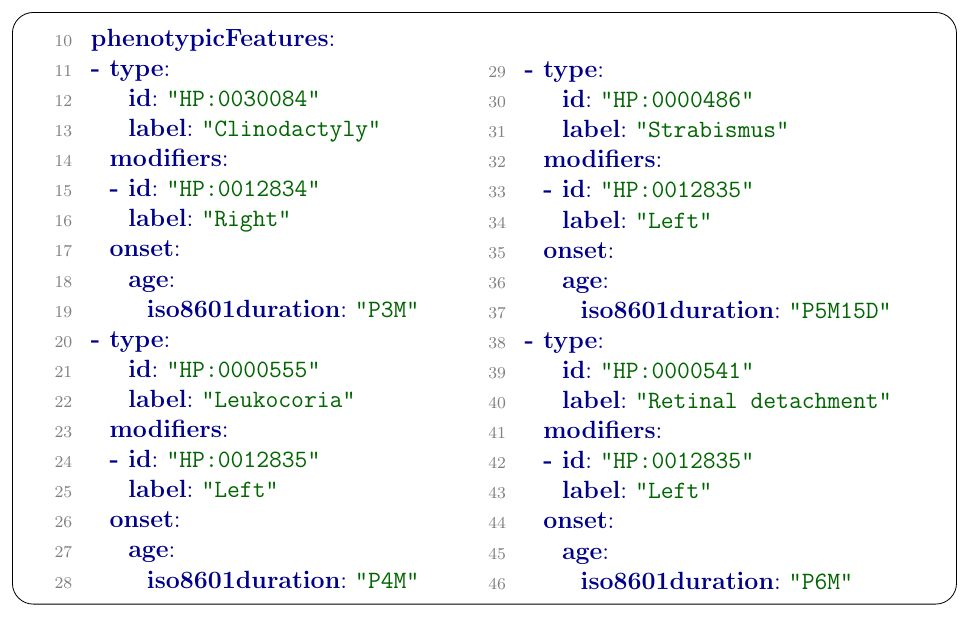 10 phenotypicFeatures:
11 - type:
12     id: "HP:0030084"
13     label: "Clinodactyly"
14   modifiers:
15   - id: "HP:0012834"
16     label: "Right"
17   onset:
18     age:
19       iso8601duration: "P3M"
20 - type:
21     id: "HP:0000555"
22     label: "Leukocoria"
23   modifiers:
24   - id: "HP:0012835"
25     label: "Left"
26   onset:
27     age:
28       iso8601duration: "P4M"
29 - type:
30     id: "HP:0000486"
31     label: "Strabismus"
32   modifiers:
33   - id: "HP:0012835"
34     label: "Left"
35   onset:
36     age:
37       iso8601duration: "P5M15D"
38 - type:
39     id: "HP:0000541"
40     label: "Retinal detachment"
41   modifiers:
42   - id: "HP:0012835"
43     label: "Left"
44   onset:
45     age:
46       iso8601duration: "P6M"